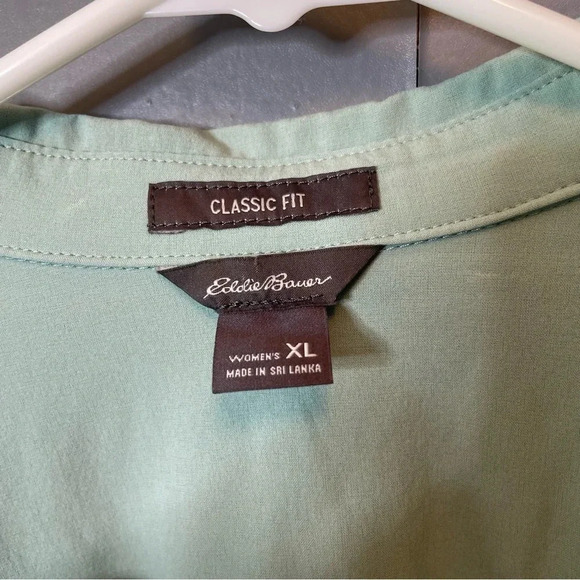 CLASSIC FIT
Eddie Bauer
WOMEN'S XL
MADE IN SRI LANKA